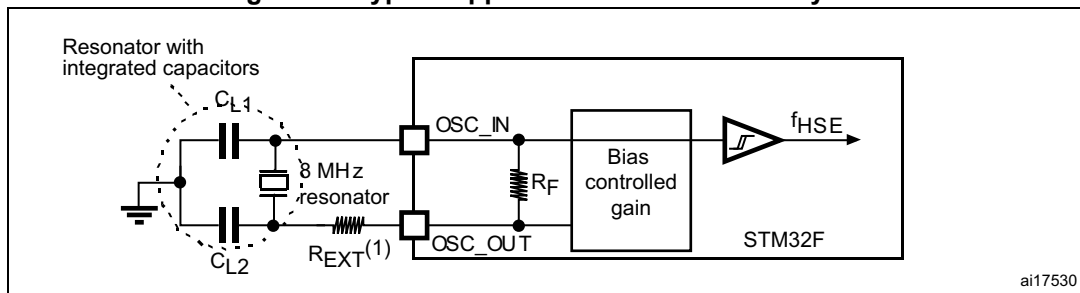 Resonator with
integrated capacitors
CL1
OSC_IN
fHSE
8 MHz
resonator
RF
Bias
controlled
gain
OSC_OUT
STM32F
REXT(1)
CL2
ai17530